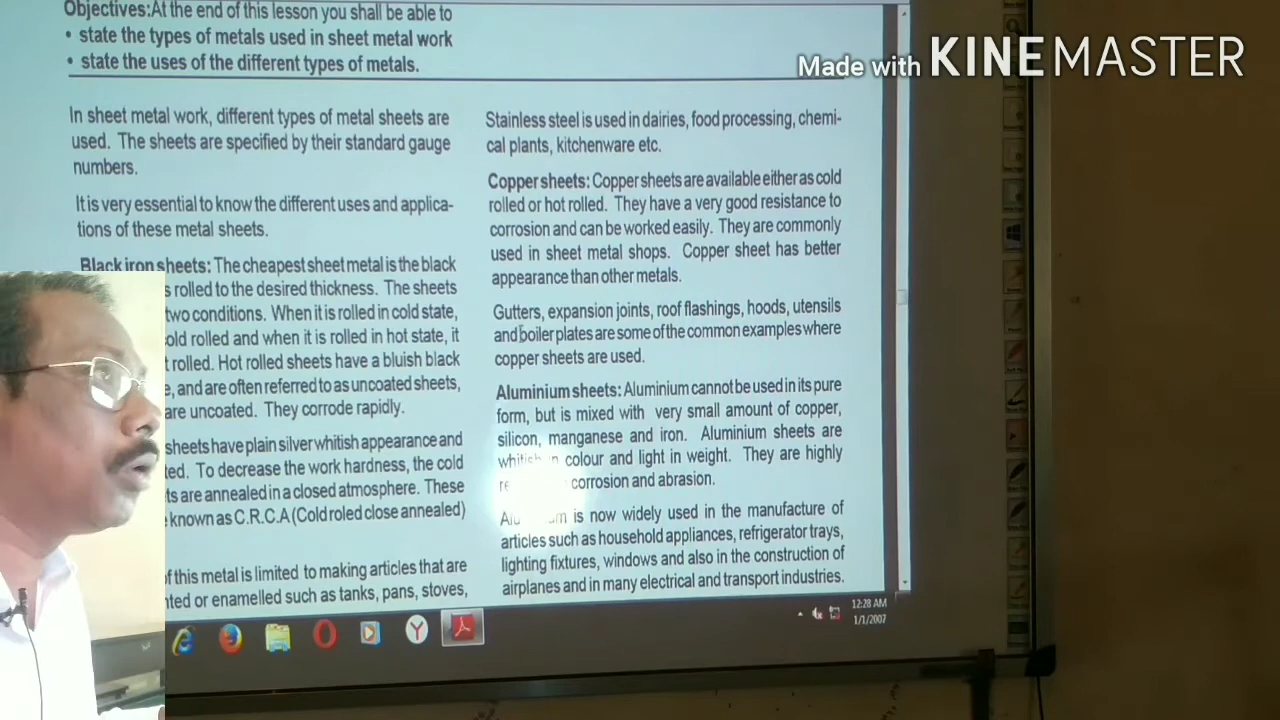 Objectives:At the end of this lesson you shall be able to
• state the types of metals used in sheet metal work
• state the uses of the different types of metals.
Made with KINEMASTER
In sheet metal work, different types of metal sheets are
used. The sheets are specified by their standard gauge
numbers.
It is very essential to know the different uses and applica-
tions of these metal sheets.
Black iron sheets: The cheapest sheet metal is the black
rolled to the desired thickness. The sheets
two conditions. When it is rolled in cold state,
rolled and when it is rolled in hot state, it
rolled. Hot rolled sheets have a bluish black
and are often referred to as uncoated sheets,
are uncoated. They corrode rapidly.
sheets have plain silver whitish appearance and
To decrease the work hardness, the cold
are annealed in a closed atmosphere. These
known as C.R.C.A (Cold roled close annealed)
of this metal is limited to making articles that are
or enamelled such as tanks, pans, stoves,
Stainless steel is used in dairies, food processing, chemi-
cal plants, kitchenware etc.
Copper sheets: Copper sheets are available either as cold
rolled or hot rolled. They have a very good resistance to
corrosion and can be worked easily. They are commonly
used in sheet metal shops. Copper sheet has better
appearance than other metals.
Gutters, expansion joints, roof flashings, hoods, utensils
and boiler plates are some of the common examples where
copper sheets are used.
Aluminium sheets: Aluminium cannot be used in its pure
form, but is mixed with very small amount of copper,
silicon, manganese and iron. Aluminium sheets are
whitish in colour and light in weight. They are highly
corrosion and abrasion.
is now widely used in the manufacture of
articles such as household appliances, refrigerator trays,
lighting fixtures, windows and also in the construction of
airplanes and in many electrical and transport industries.
12:28 AM
1/1/2007